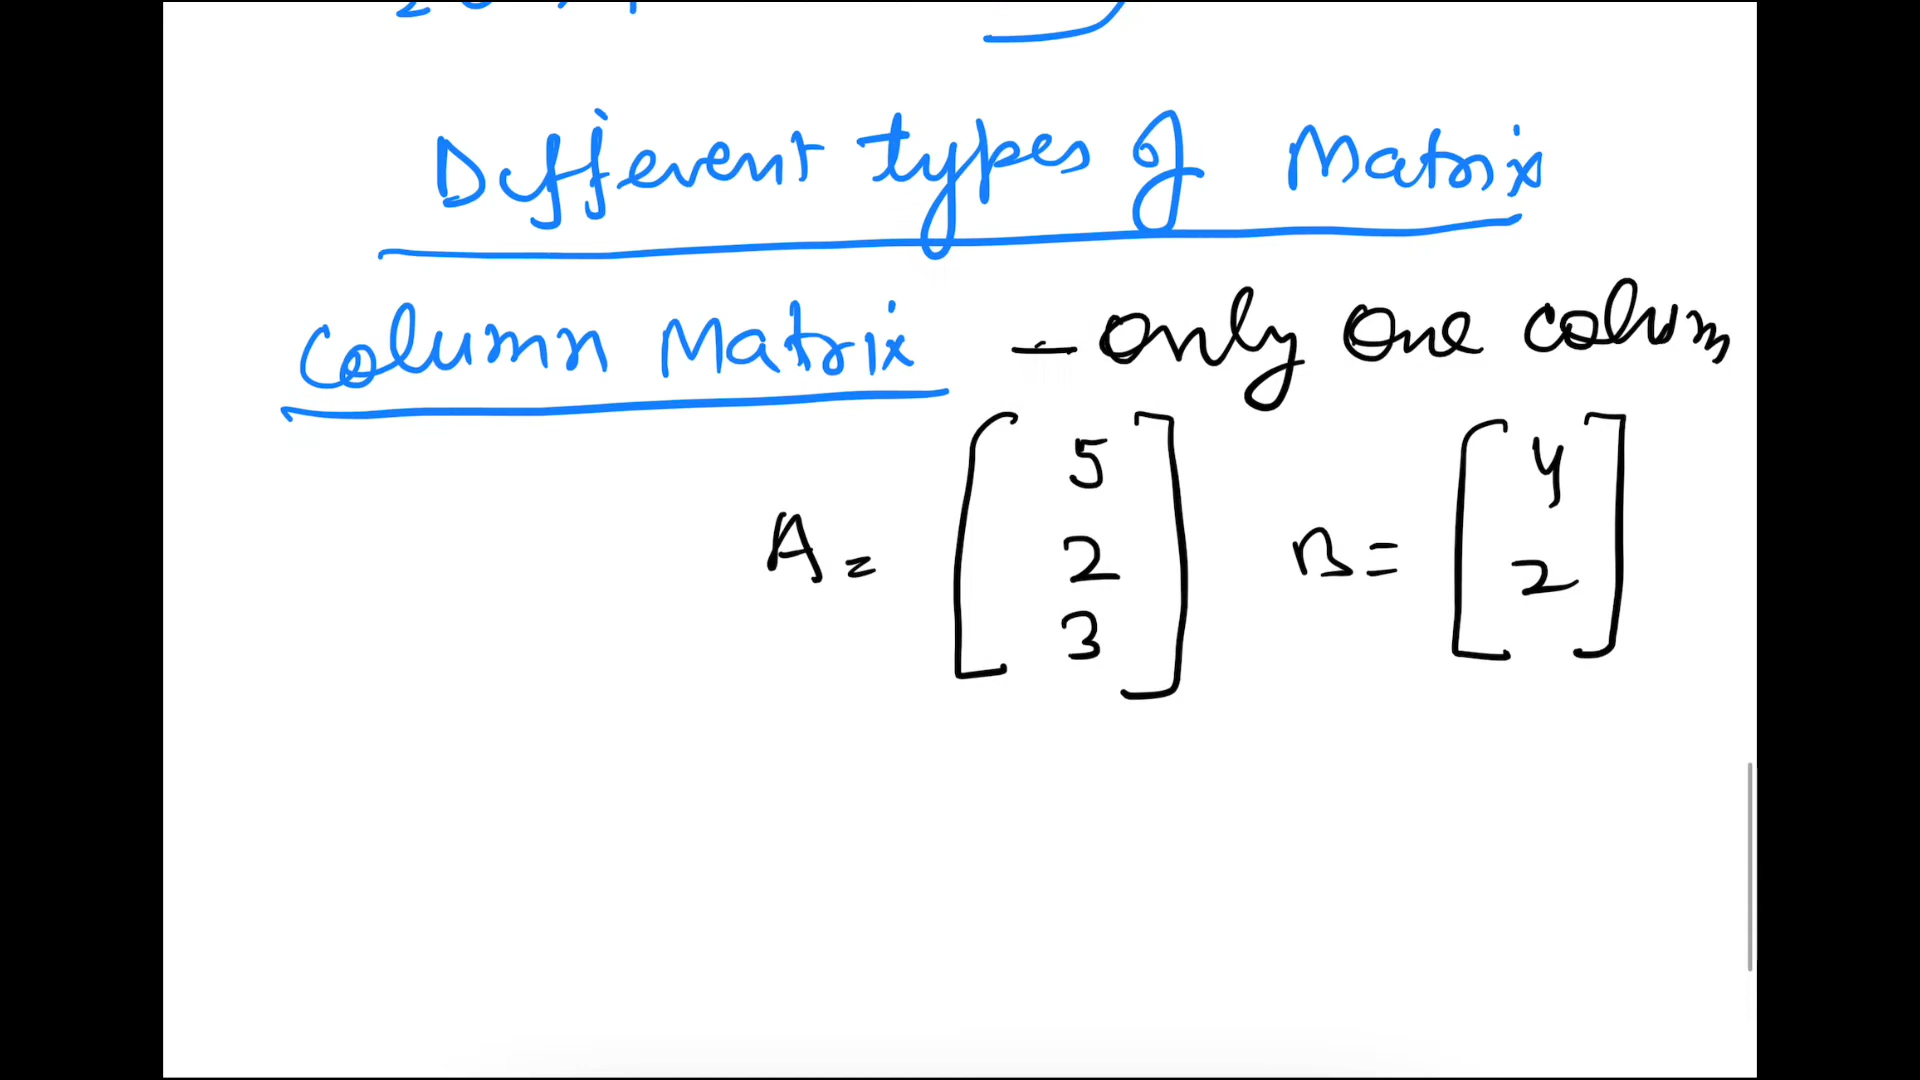 Different types of Matrix
Column Matrix - only one column
A = [5 2 3] B = [4 2]